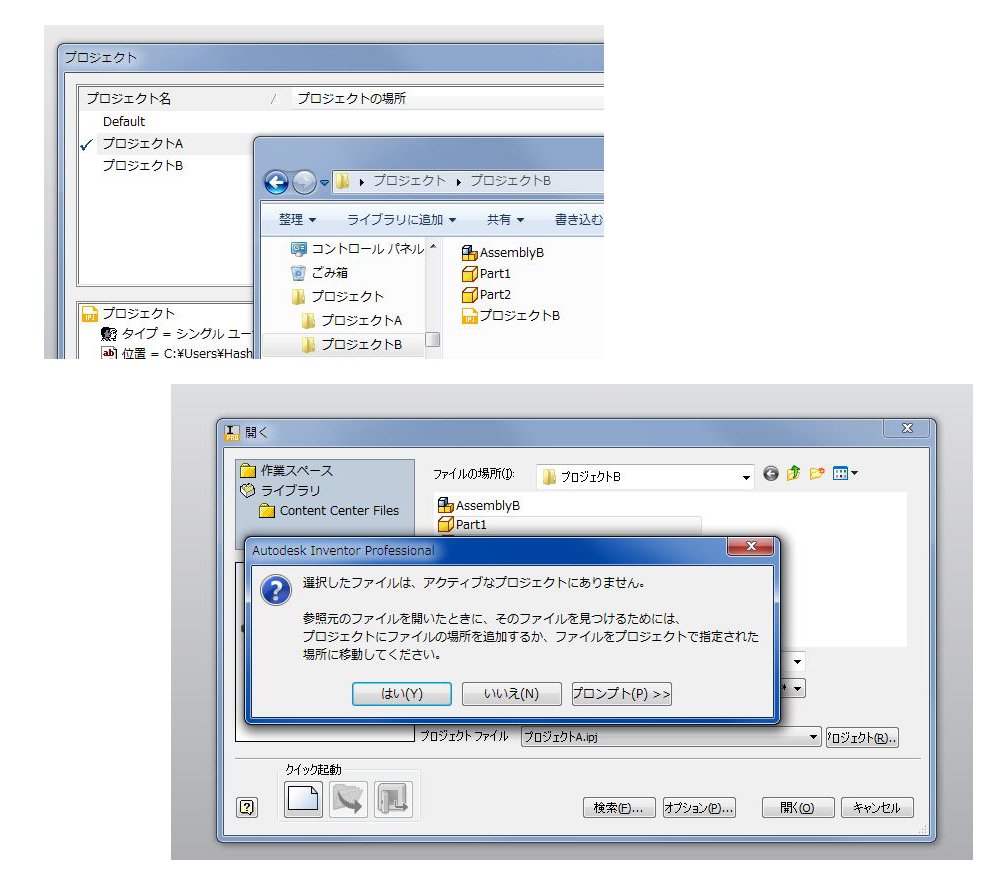 プロジェクト
プロジェクト名 / プロジェクトの場所
Default
プロジェクトA
プロジェクトB
プロジェクト ▸ プロジェクトB
整理 ライブラリに追加 共有 書き込む
コントロール パネル
ごみ箱
プロジェクト
プロジェクトA
プロジェクトB
AssemblyB
Part1
Part2
プロジェクトB
プロジェクト
タイプ = シングル ユー
位置 = C:¥Users¥Hash
開く
作業スペース
ライブラリ
Content Center Files
ファイルの場所(I): プロジェクトB
AssemblyB
Part1
Autodesk Inventor Professional
選択したファイルは、アクティブなプロジェクトにありません。
参照元のファイルを開いたときに、そのファイルを見つけるためには、
プロジェクトにファイルの場所を追加するか、ファイルをプロジェクトで指定された
場所に移動してください。
はい(Y) いいえ(N) プロンプト(P) >>
プロジェクト ファイル プロジェクトA.ipj ロジェクト(R)..
クイック起動
検索(F)... オプション(P)... 開く(O) キャンセル